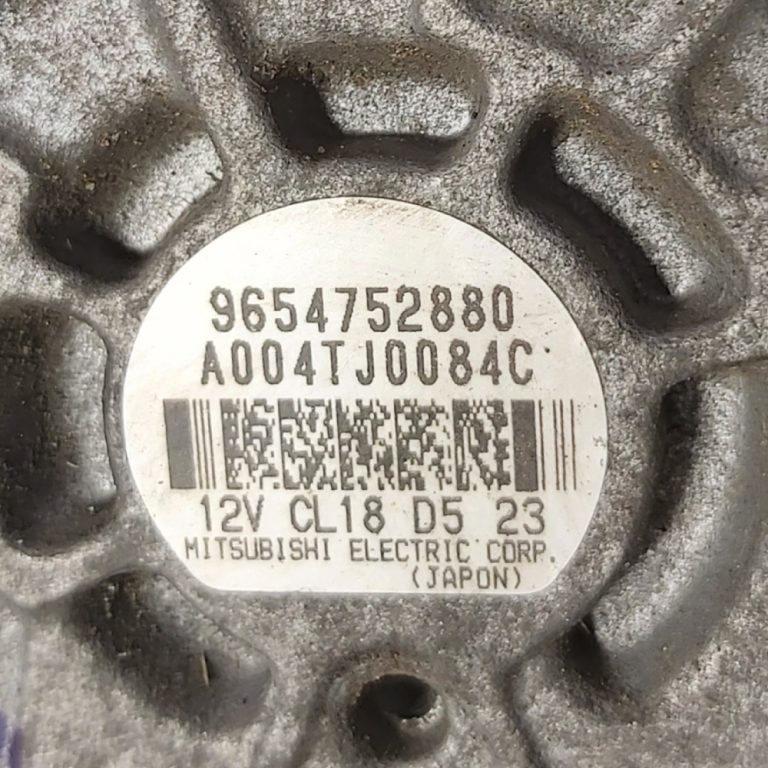 9654752880
A004TJ0084C
12V CL18 D5 23
MITSUBISHI ELECTRIC CORP.
(JAPON)